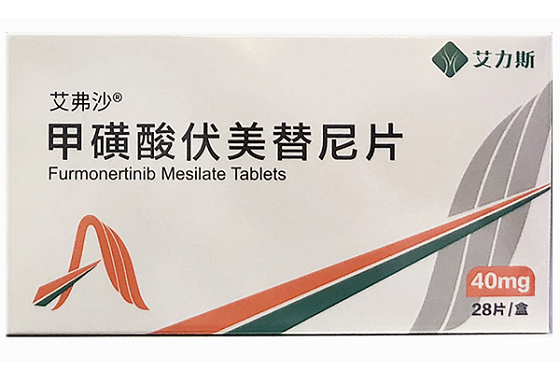 艾力斯
艾弗沙®
甲磺酸伏美替尼片
Furmonertinib Mesilate Tablets
40mg
28片/盒